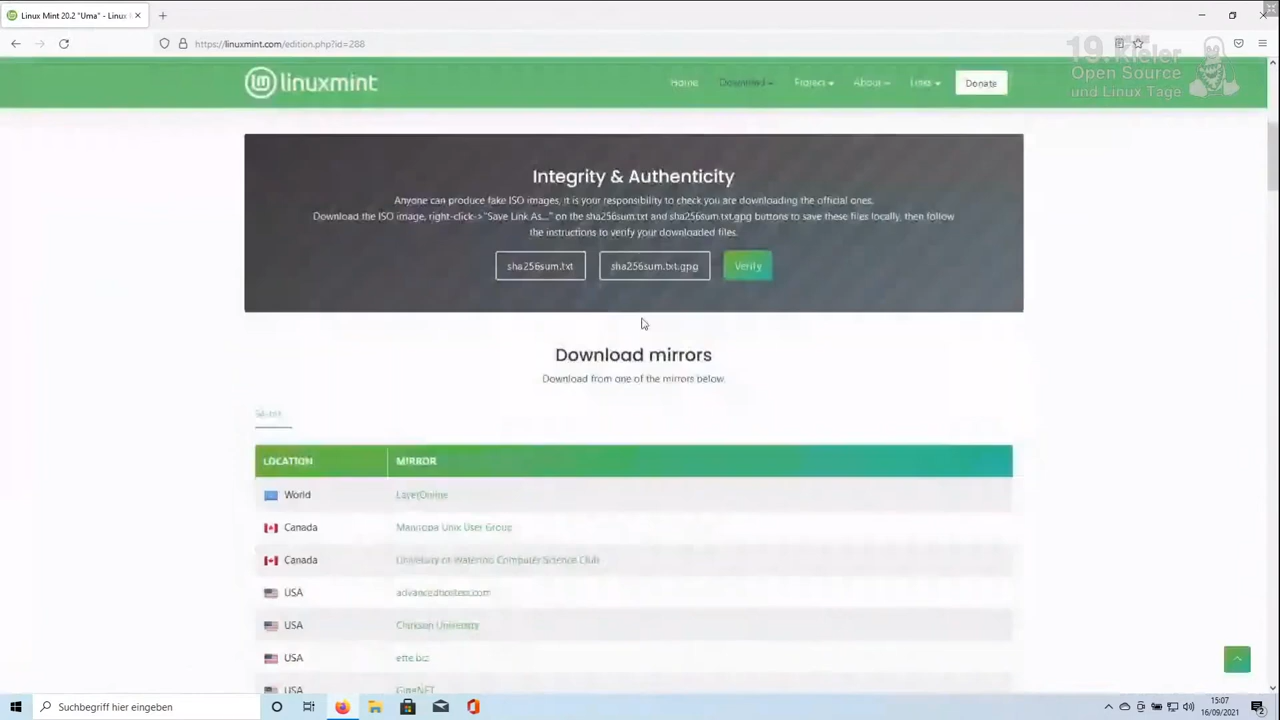 Linux Mint 20.2 "Uma" - Linux
https://linuxmint.com/edition.php?id=288
19. Kieler
Open Source
und Linux Tage
linuxmint
Home
Download
Project
About
Links
Donate
Integrity & Authenticity
Anyone can produce fake ISO images, it is your responsibility to check you are downloading the official ones.
Download the ISO image, right-click->"Save Link As..." on the sha256sum.txt and sha256sum.txt.gpg buttons to save these files locally, then follow
the instructions to verify your downloaded files.
sha256sum.txt
sha256sum.txt.gpg
Verify
Download mirrors
Download from one of the mirrors below.
LOCATION
MIRROR
World
LayerOnline
Canada
Manitoba Unix User Group
Canada
University of Waterloo Computer Science Club
USA
advancedhosters.com
USA
Clarkson University
USA
ette.biz
USA
GigeNET
Suchbegriff hier eingeben
15:07
16/09/2021
2